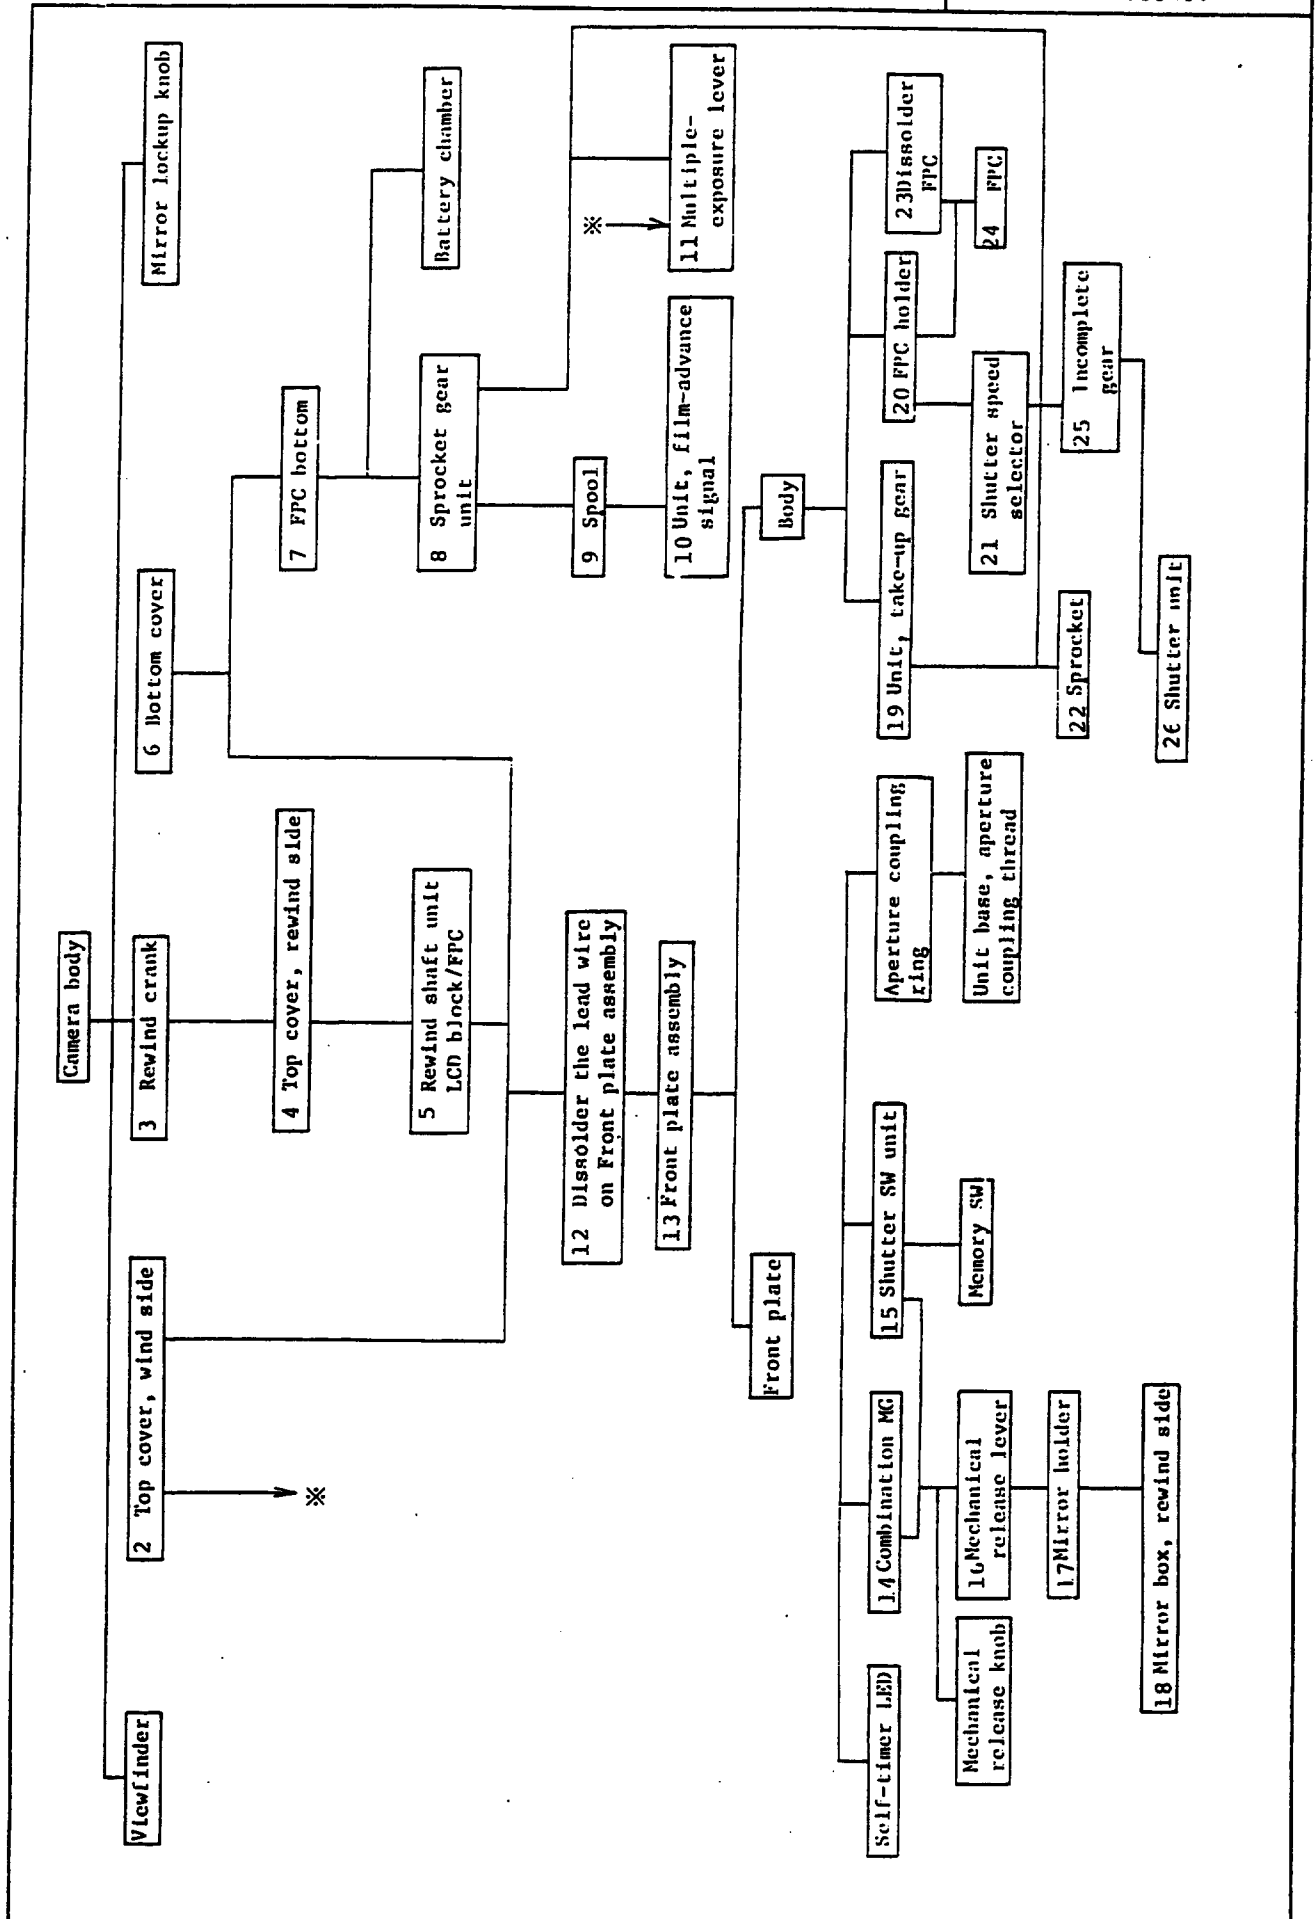 Camera body
Viewfinder
2 Top cover, wind side
3 Rewind crank
6 Bottom cover
Mirror lockup knob
※
4 Top cover, rewind side
7 FPC bottom
5 Rewind shaft unit
LCD block/FPC
8 Sprocket gear
unit
Battery chamber
9 Spool
※
12 Dissolder the lead wire
on Front plate assembly
13 Front plate assembly
10 Unit, film-advance
signal
11 Multiple-
exposure lever
Front plate
Body
Self-timer LED
14 Combination MG
15 Shutter SW unit
Aperture coupling
ring
19 Unit, take-up gear
20 FPC holder
23 Dissolder
FPC
Mechanical
release knob
16 Mechanical
release lever
Memory SW
Unit base, aperture
coupling thread
21 Shutter speed
selector
24 FPC
17 Mirror holder
22 Sprocket
25 Incomplete
gear
18 Mirror box, rewind side
26 Shutter unit